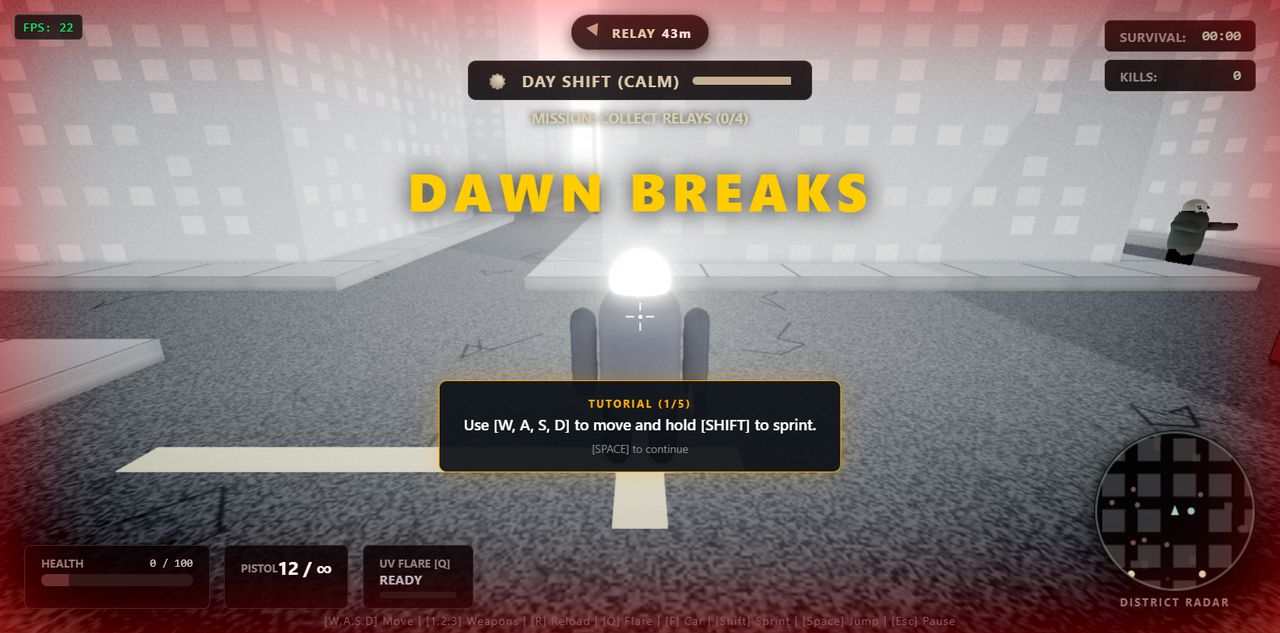 FPS: 22
RELAY 43m
SURVIVAL: 00:00
DAY SHIFT (CALM)
KILLS: 0
MISSION: COLLECT RELAYS (0/4)
DAWN BREAKS
TUTORIAL (1/5)
Use [W, A, S, D] to move and hold [SHIFT] to sprint.
[SPACE] to continue
HEALTH 0 / 100
PISTOL 12 / ∞
UV FLARE [Q]
READY
DISTRICT RADAR
[W,A,S,D] Move | [1,2,3] Weapons | [R] Reload | [Q] Flare | [F] Car | [Shift] Sprint | [Space] Jump | [Esc] Pause